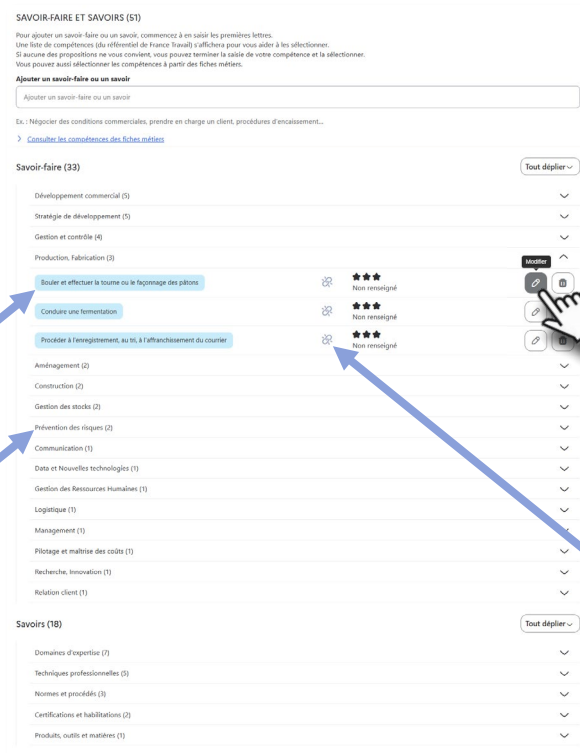 SAVOIR-FAIRE ET SAVOIRS (51)
Pour ajouter un savoir-faire ou un savoir, commencez à en saisir les premières lettres.
Une liste de compétences (du référentiel de France Travail) s'affichera pour vous aider à les sélectionner.
Si aucune des propositions ne vous convient, vous pouvez terminer la saisie de votre compétence et la sélectionner.
Vous pouvez aussi sélectionner les compétences à partir des fiches métiers.
Ajouter un savoir-faire ou un savoir
Ajouter un savoir-faire ou un savoir
Ex. : Négocier des conditions commerciales, prendre en charge un client, procédures d'encaissement...
Consulter les compétences des fiches métiers
Savoir-faire (33) Tout déplier
Développement commercial (5)
Stratégie de développement (5)
Gestion et contrôle (4)
Production, Fabrication (3)
Modifier
Bouler et effectuer la tourne ou le façonnage des pâtons
Non renseigné
Conduire une fermentation
Non renseigné
Procéder à l'enregistrement, au tri, à l'affranchissement du courrier
Non renseigné
Aménagement (2)
Construction (2)
Gestion des stocks (2)
Prévention des risques (2)
Communication (1)
Data et Nouvelles technologies (1)
Gestion des Ressources Humaines (1)
Logistique (1)
Management (1)
Pilotage et maîtrise des coûts (1)
Recherche, Innovation (1)
Relation client (1)
Savoirs (18) Tout déplier
Domaines d'expertise (7)
Techniques professionnelles (5)
Normes et procédés (3)
Certifications et habilitations (2)
Produits, outils et matières (1)